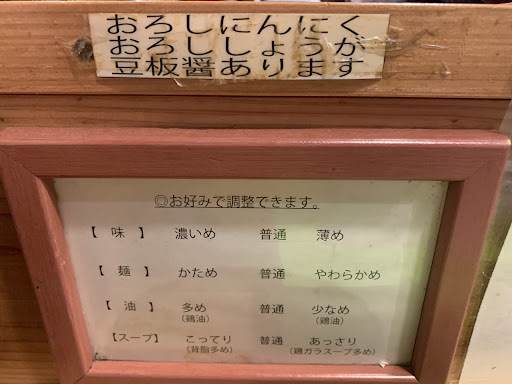 おろしにんにく
おろししょうが
豆板醤あります
◎お好みで調整できます。
【 味 】 濃いめ 普通 薄め
【 麺 】 かため 普通 やわらかめ
【 油 】 多め 普通 少なめ
(鶏油) (鶏油)
【スープ】 こってり 普通 あっさり
(背脂多め) (鶏ガラスープ多め)